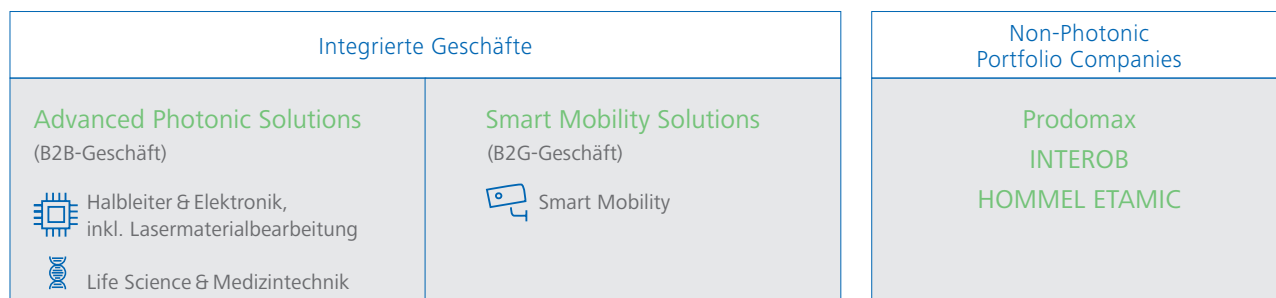 Integrierte Geschäfte
Advanced Photonic Solutions
(B2B-Geschäft)
Halbleiter & Elektronik,
inkl. Lasermaterialbearbeitung
Life Science & Medizintechnik
Smart Mobility Solutions
(B2G-Geschäft)
Smart Mobility
Non-Photonic
Portfolio Companies
Prodomax
INTEROB
HOMMEL ETAMIC